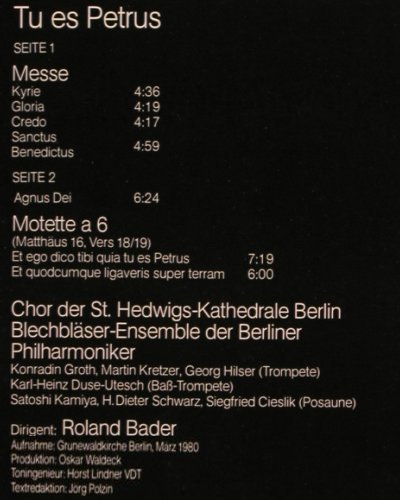 Tu es Petrus
SEITE 1
Messe
Kyrie 4:36
Gloria 4:19
Credo 4:17
Sanctus
Benedictus 4:59
SEITE 2
Agnus Dei 6:24
Motette a 6
(Matthäus 16, Vers 18/19)
Et ego dico tibi quia tu es Petrus 7:19
Et quodcumque ligaveris super terram 6:00
Chor der St. Hedwigs-Kathedrale Berlin
Blechbläser-Ensemble der Berliner
Philharmoniker
Konradin Groth, Martin Kretzer, Georg Hilser (Trompete)
Karl-Heinz Duse-Utesch (Baß-Trompete)
Satoshi Kamiya, H. Dieter Schwarz, Siegfried Cieslik (Posaune)
Dirigent: Roland Bader
Aufnahme: Grunewaldkirche Berlin, März 1980
Produktion: Oskar Waldeck
Toningenieur: Horst Lindner VDT
Textredaktion: Jörg Polzin